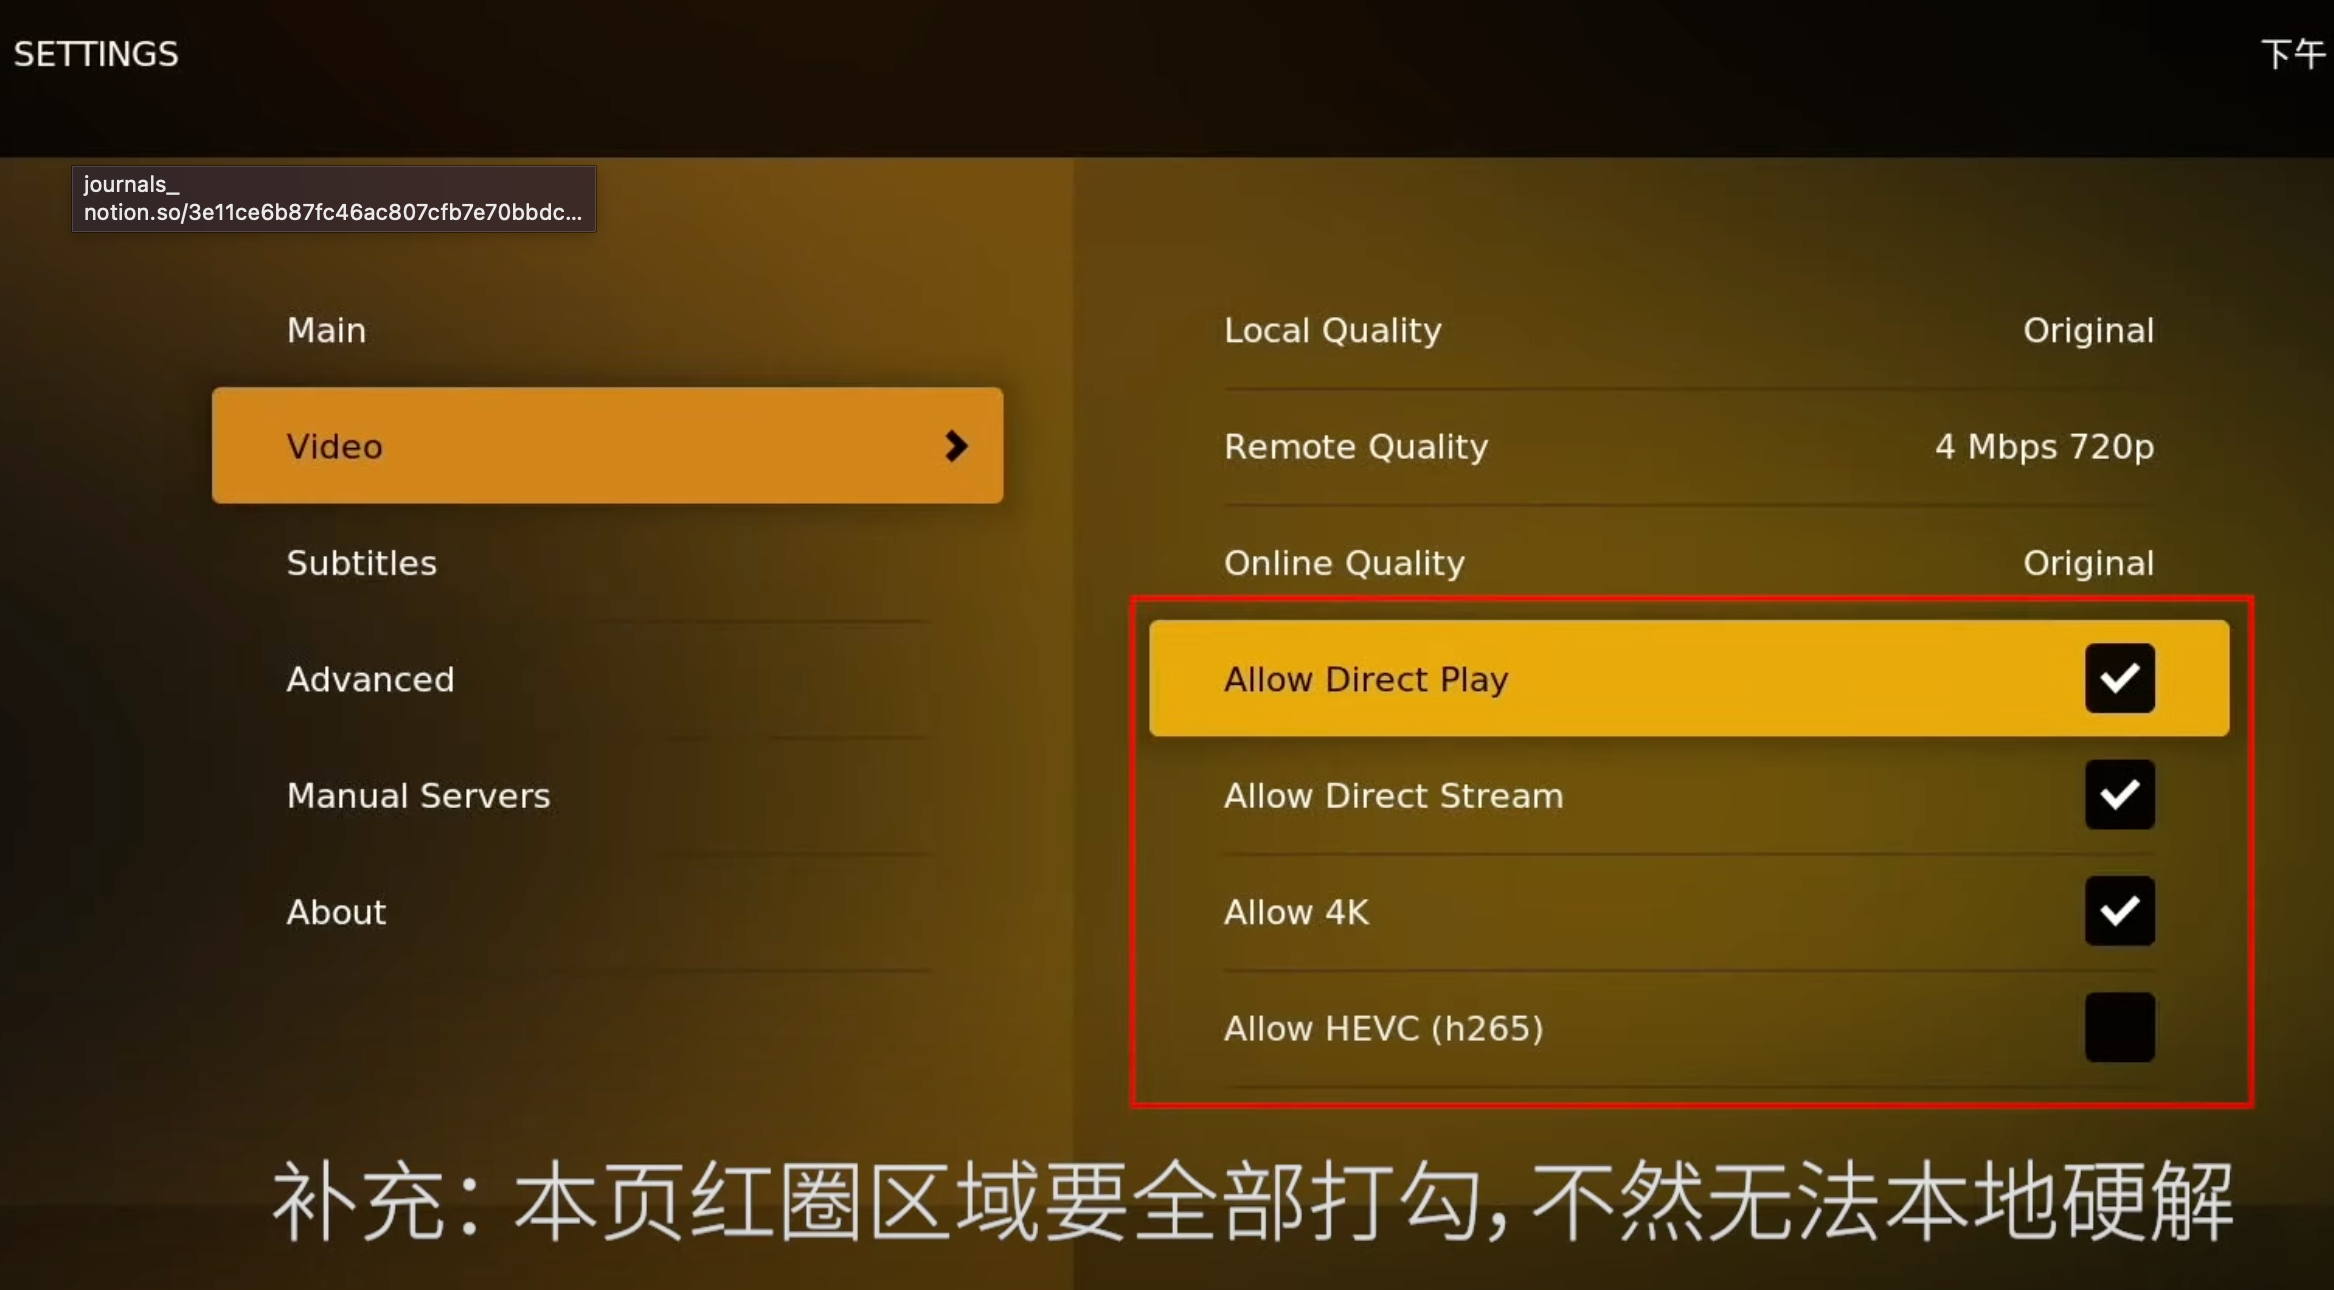 SETTINGS
下午
journals_
notion.so/3e11ce6b87fc46ac807cfb7e70bbdc...
Main
Video
Subtitles
Advanced
Manual Servers
About
Local Quality Original
Remote Quality 4 Mbps 720p
Online Quality Original
Allow Direct Play
Allow Direct Stream
Allow 4K
Allow HEVC (h265)
补充：本页红圈区域要全部打勾，不然无法本地硬解